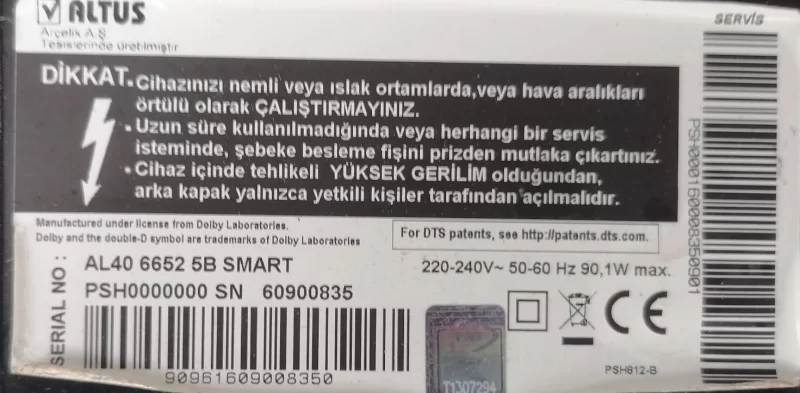 ALTUS
Arçelik A.Ş
Tesislerinde üretilmiştir
SERVİS
DİKKAT. Cihazınızı nemli veya ıslak ortamlarda,veya hava aralıkları
örtülü olarak ÇALIŞTIRMAYINIZ.
• Uzun süre kullanılmadığında veya herhangi bir servis
isteminde, şebeke besleme fişini prizden mutlaka çıkartınız.
• Cihaz içinde tehlikeli YÜKSEK GERİLİM olduğundan,
arka kapak yalnızca yetkili kişiler tarafından açılmalıdır.
Manufactured under license from Dolby Laboratories.
Dolby and the double-D symbol are trademarks of Dolby Laboratories
For DTS patents, see http://patents.dts.com.
SERIAL NO :
AL40 6652 5B SMART
220-240V~ 50-60 Hz 90,1W max.
PSH0000000 SN 60900835
CE
90961609008350
T1307294
PSH612-B